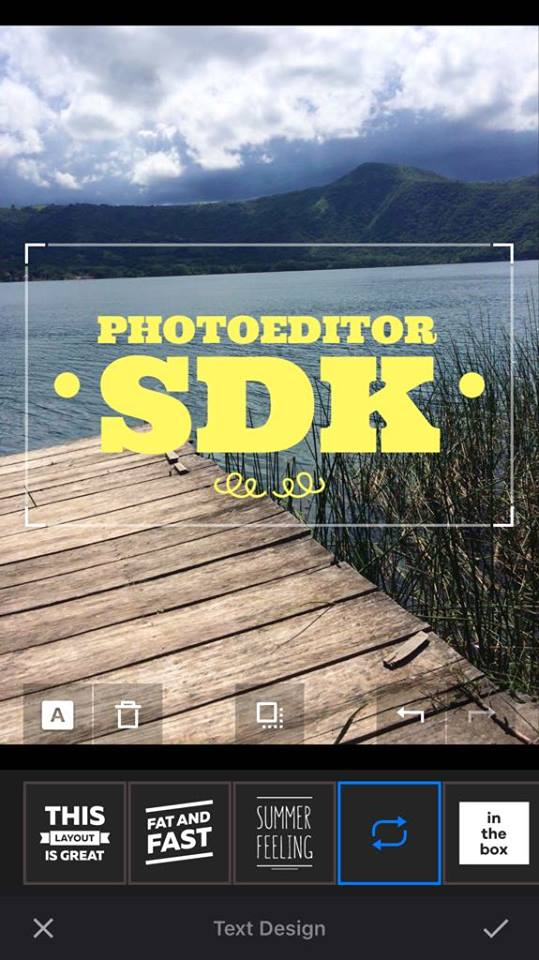 PHOTOEDITOR
SDK
A
THIS
LAYOUT
IS GREAT
FAT AND
FAST
SUMMER
FEELING
in
the
box
Text Design